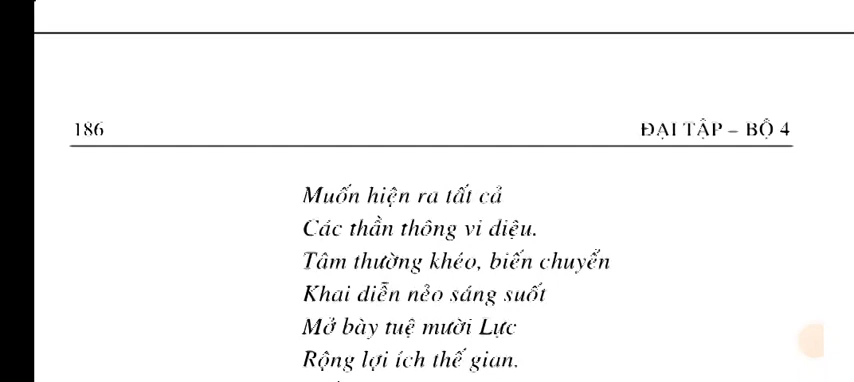 186 ĐẠI TẬP – BỘ 4
Muốn hiện ra tất cả
Các thần thông vi diệu.
Tâm thường khéo, biến chuyển
Khai diễn nẻo sáng suốt
Mở bày tuệ mười Lực
Rộng lợi ích thế gian.